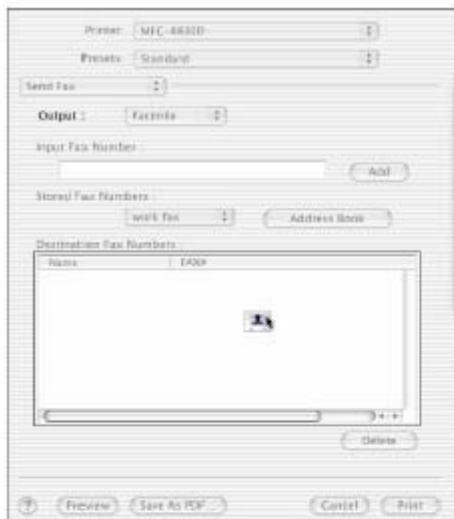 Printer: MFC-8830D
Presets: Standard
Send Fax
Output : Facsimile
Input Fax Number :
Add
Stored Fax Numbers :
work fax Address Book
Destination Fax Numbers :
Name FAX#
Delete
? Preview Save As PDF... Cancel Print